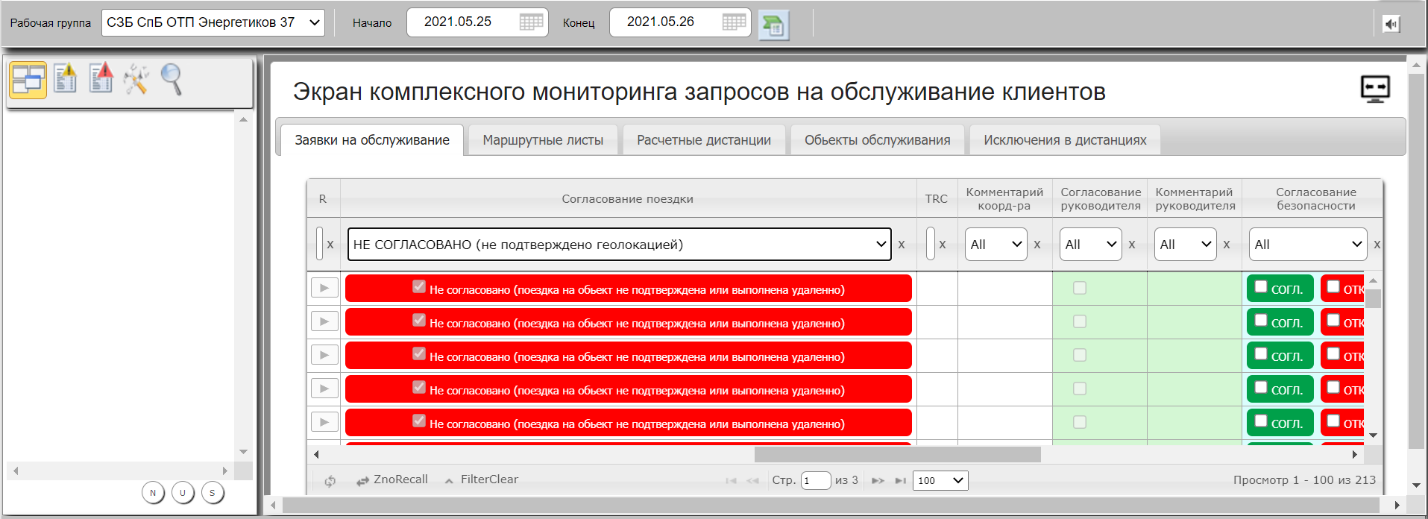 Рабочая группа СЗБ СпБ ОТП Энергетиков 37 Начало 2021.05.25 Конец 2021.05.26
Экран комплексного мониторинга запросов на обслуживание клиентов
Заявки на обслуживание Маршрутные листы Расчетные дистанции Обьекты обслуживания Исключения в дистанциях
R Согласование поездки TRC Комментарий коорд-ра Согласование руководителя Комментарий руководителя Согласование безопасности
x НЕ СОГЛАСОВАНО (не подтверждено геолокацией) x x All x All x All x All x
Не согласовано (поездка на обьект не подтверждена или выполнена удаленно) СОГЛ. ОТК
Не согласовано (поездка на обьект не подтверждена или выполнена удаленно) СОГЛ. ОТК
Не согласовано (поездка на обьект не подтверждена или выполнена удаленно) СОГЛ. ОТК
Не согласовано (поездка на обьект не подтверждена или выполнена удаленно) СОГЛ. ОТК
Не согласовано (поездка на обьект не подтверждена или выполнена удаленно) СОГЛ. ОТК
ZnoRecall FilterClear Стр. 1 из 3 100 Просмотр 1 - 100 из 213
N U S